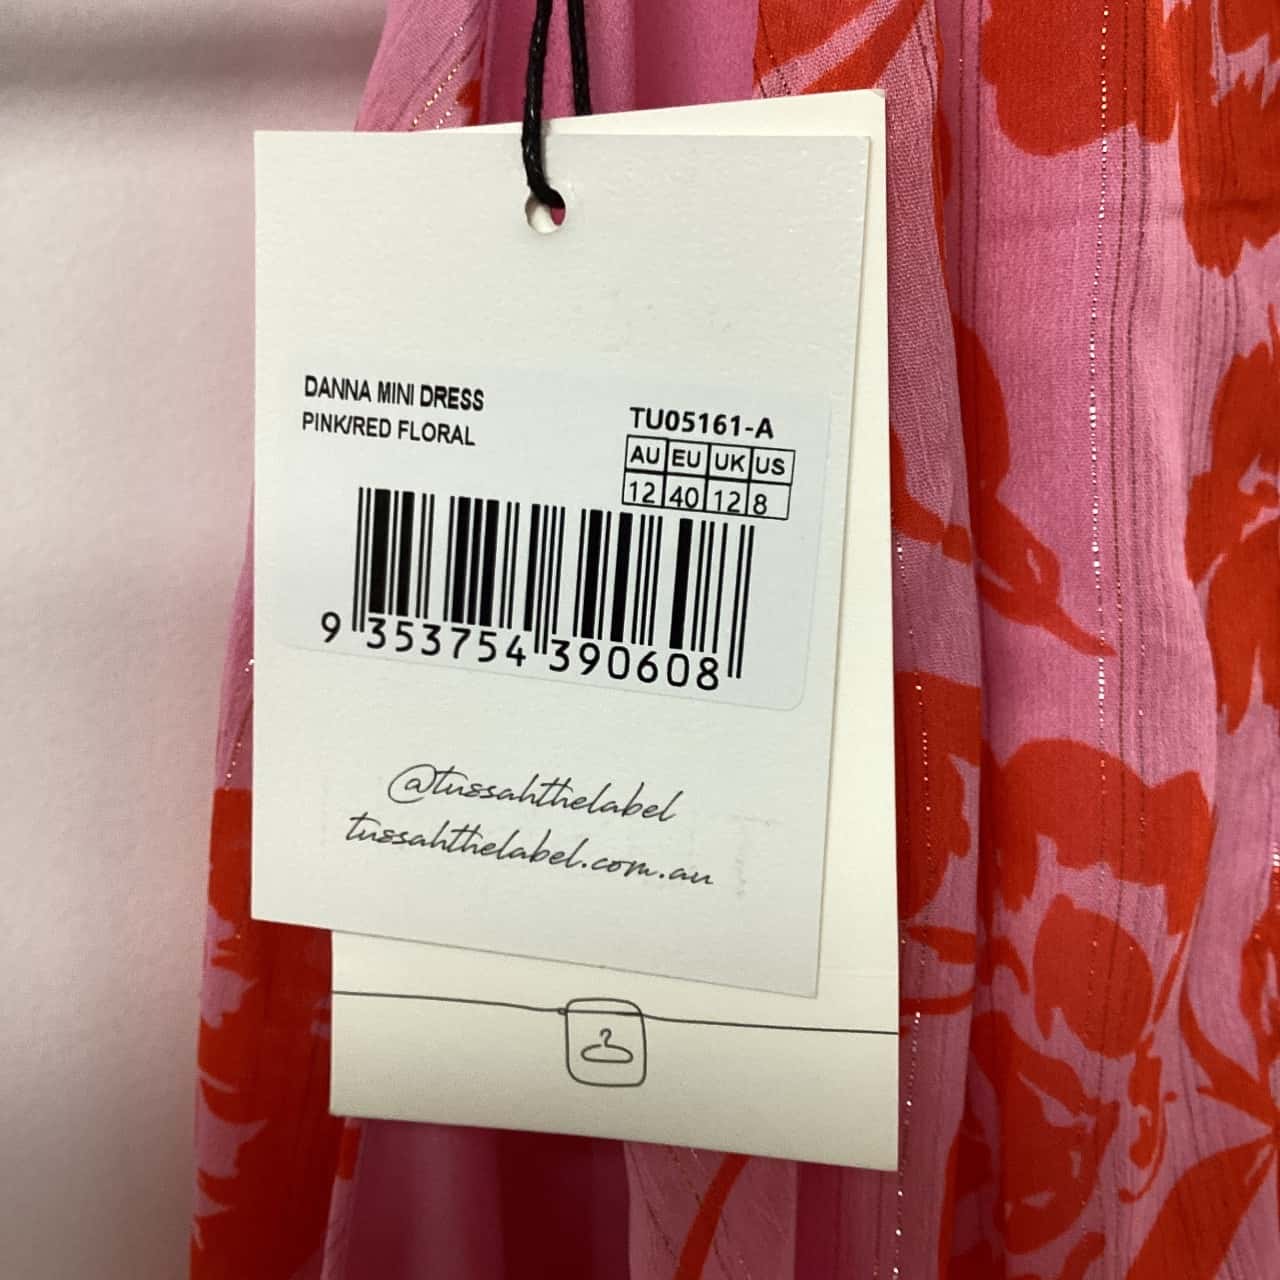 DANNA MINI DRESS
PINK/RED FLORAL
TU05161-A
AU EU UK US
12 40 12 8
9 353754 390608
@tussahthelabel
tussahthelabel.com.au